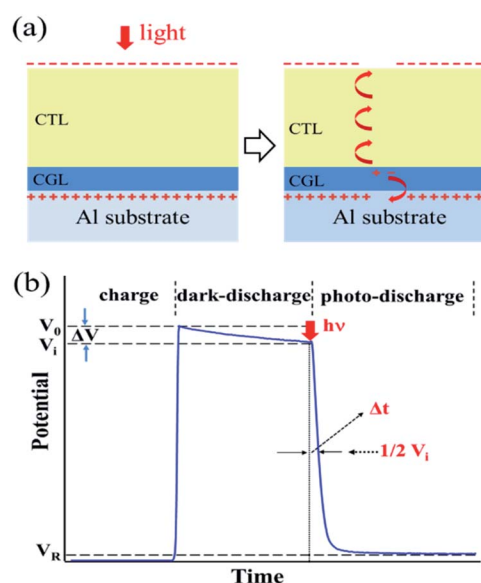 (a)
light
CTL
CGL
Al substrate
CTL
CGL
Al substrate
(b)
charge
dark-discharge
photo-discharge
V0
ΔV
Vi
hν
Δt
1/2 Vi
VR
Potential
Time